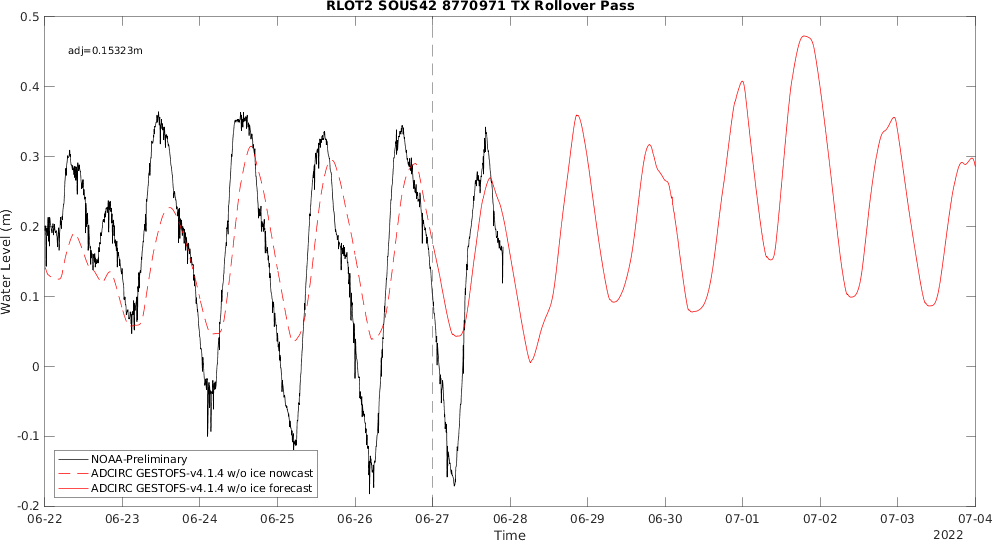 RLOT2 SOUS42 8770971 TX Rollover Pass
adj=0.15323m
0.5
0.4
0.3
0.2
0.1
0
-0.1
-0.2
Water Level (m)
NOAA-Preliminary
ADCIRC GESTOFS-v4.1.4 w/o ice nowcast
ADCIRC GESTOFS-v4.1.4 w/o ice forecast
06-22 06-23 06-24 06-25 06-26 06-27 06-28 06-29 06-30 07-01 07-02 07-03 07-04
Time
2022